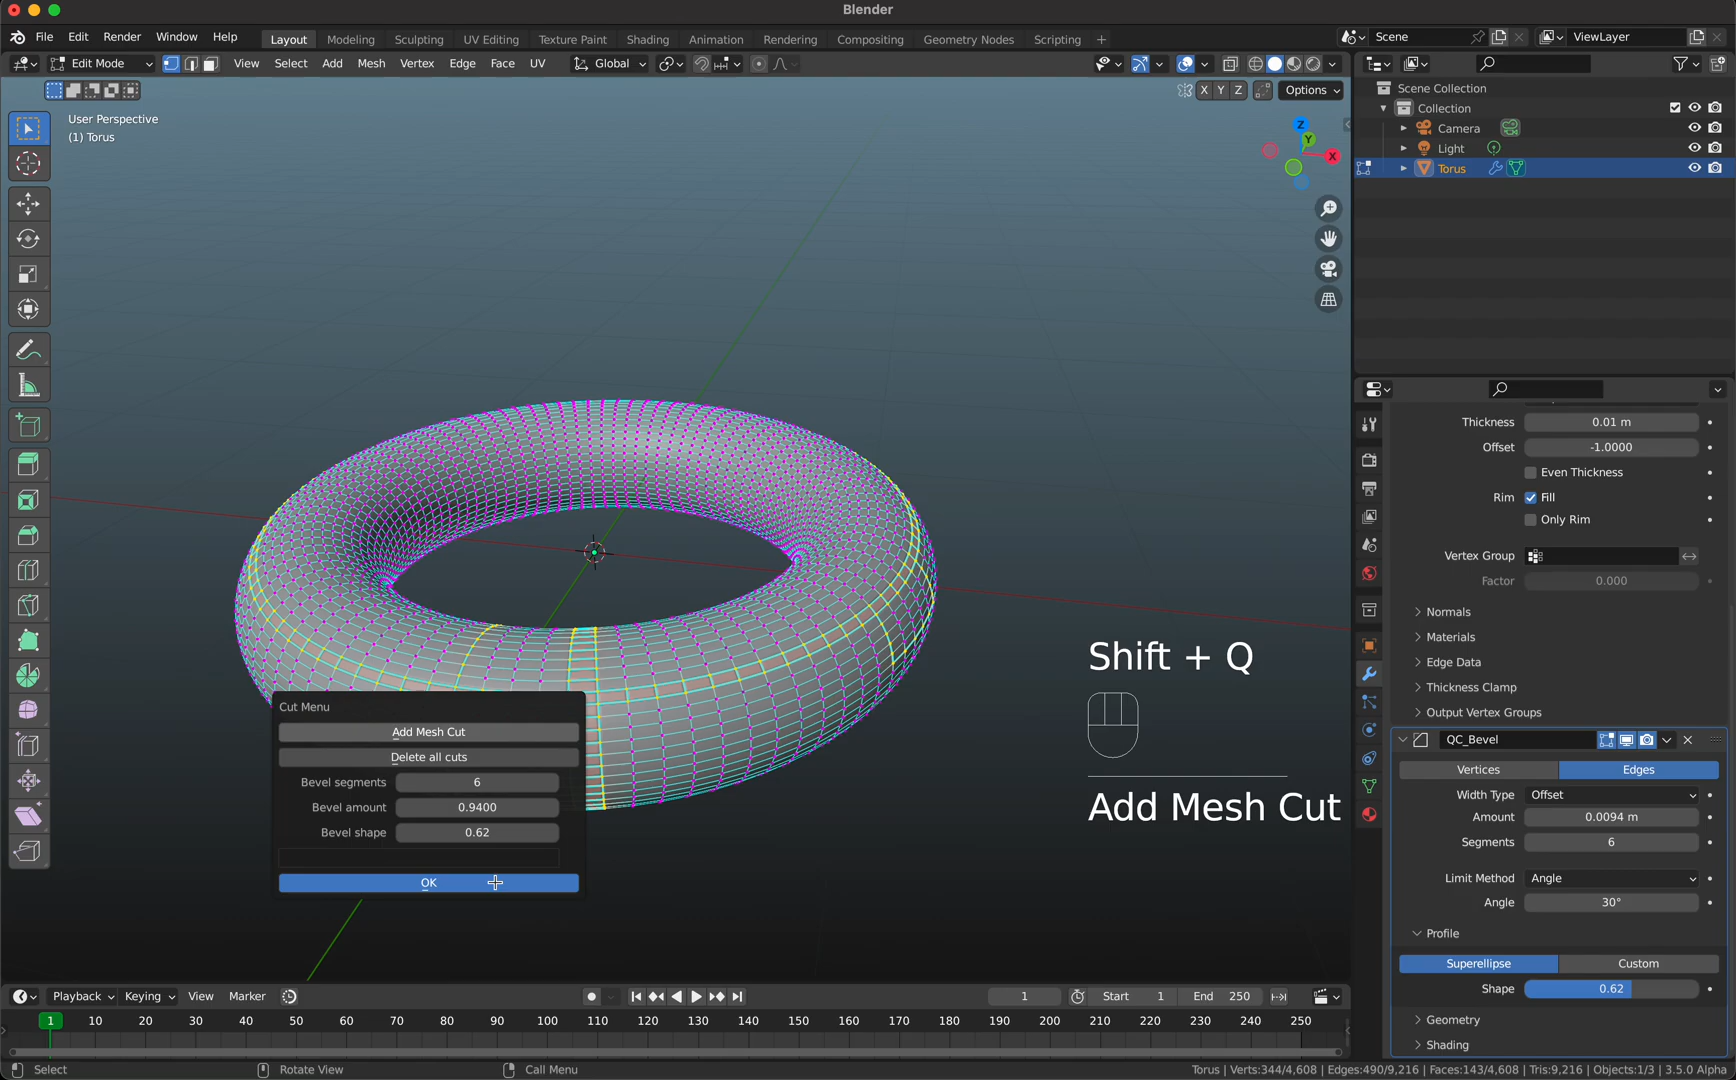 Blender
File Edit Render Window Help Layout Modeling Sculpting UV Editing Texture Paint Shading Animation Rendering Compositing Geometry Nodes Scripting + Scene ViewLayer
Edit Mode View Select Add Mesh Vertex Edge Face UV Global
X Y Z Options
User Perspective
(1) Torus
Z
Y
X
Scene Collection
Collection
Camera
Light
Torus
Thickness 0.01 m
Offset -1.0000
Even Thickness
Rim Fill
Only Rim
Vertex Group
Factor 0.000
Normals
Materials
Edge Data
Thickness Clamp
Output Vertex Groups
QC_Bevel
Vertices Edges
Width Type Offset
Amount 0.0094 m
Segments 6
Limit Method Angle
Angle 30°
Profile
Superellipse Custom
Shape 0.62
Geometry
Shading
Shift + Q
Add Mesh Cut
Cut Menu
Add Mesh Cut
Delete all cuts
Bevel segments 6
Bevel amount 0.9400
Bevel shape 0.62
OK
Playback Keying View Marker 1 Start 1 End 250
1 10 20 30 40 50 60 70 80 90 100 110 120 130 140 150 160 170 180 190 200 210 220 230 240 250
Select Rotate View Call Menu Torus | Verts:344/4,608 | Edges:490/9,216 | Faces:143/4,608 | Tris:9,216 | Objects:1/3 | 3.5.0 Alpha